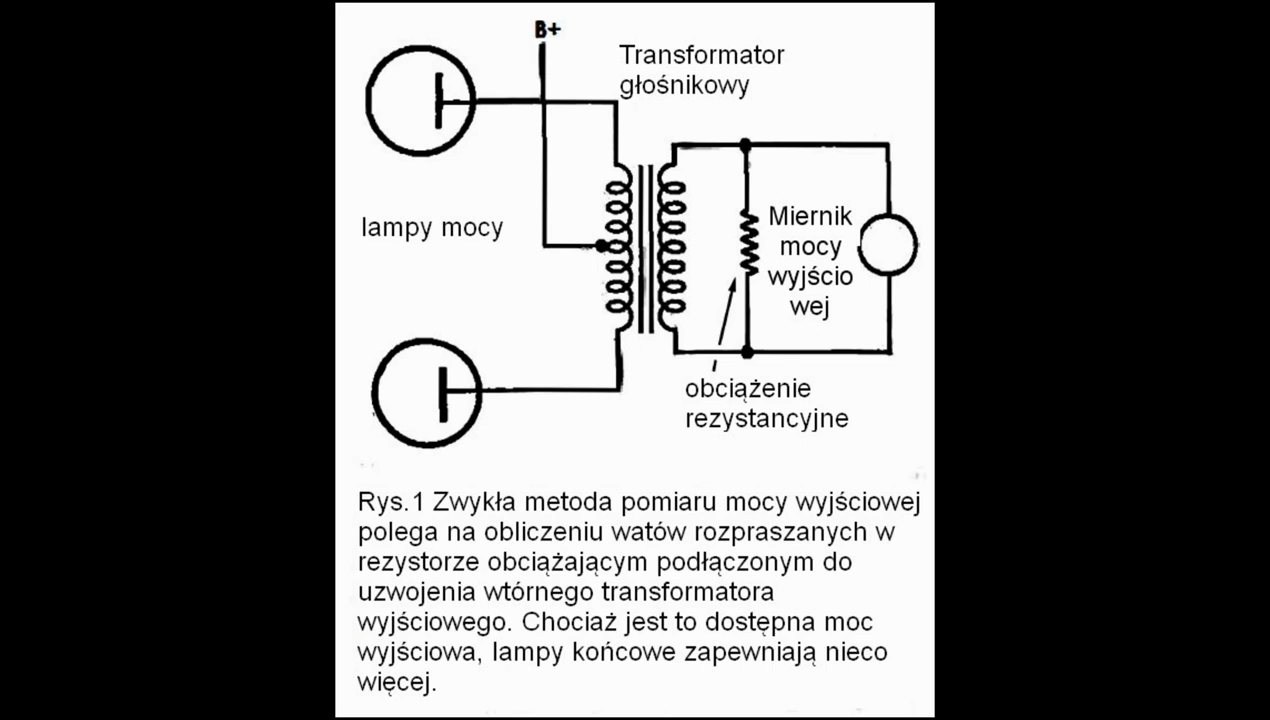 B+
Transformator
głośnikowy
lampy mocy
Miernik
mocy
wyjścio
wej
obciążenie
rezystancyjne
Rys.1 Zwykła metoda pomiaru mocy wyjściowej
polega na obliczeniu watów rozpraszanych w
rezystorze obciążającym podłączonym do
uzwojenia wtórnego transformatora
wyjściowego. Chociaż jest to dostępna moc
wyjściowa, lampy końcowe zapewniają nieco
więcej.